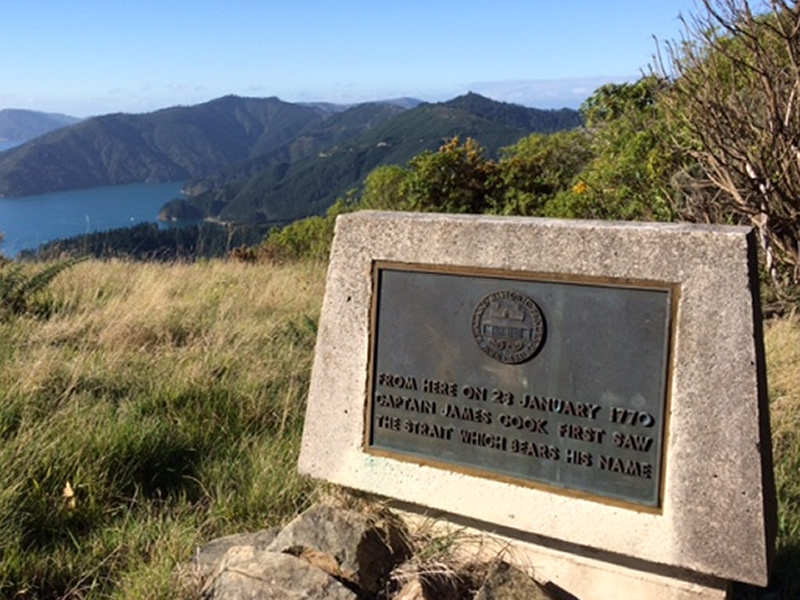 FROM HERE ON 23 JANUARY 1770
CAPTAIN JAMES COOK FIRST SAW
THE STRAIT WHICH BEARS HIS NAME